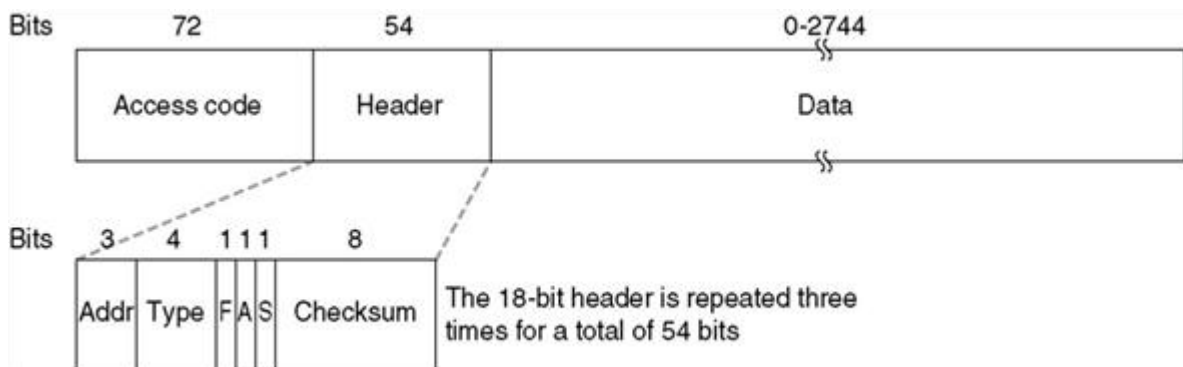 Bits 72 54 0-2744
Access code Header Data
Bits 3 4 1 1 1 8
Addr Type F A S Checksum
The 18-bit header is repeated three
times for a total of 54 bits